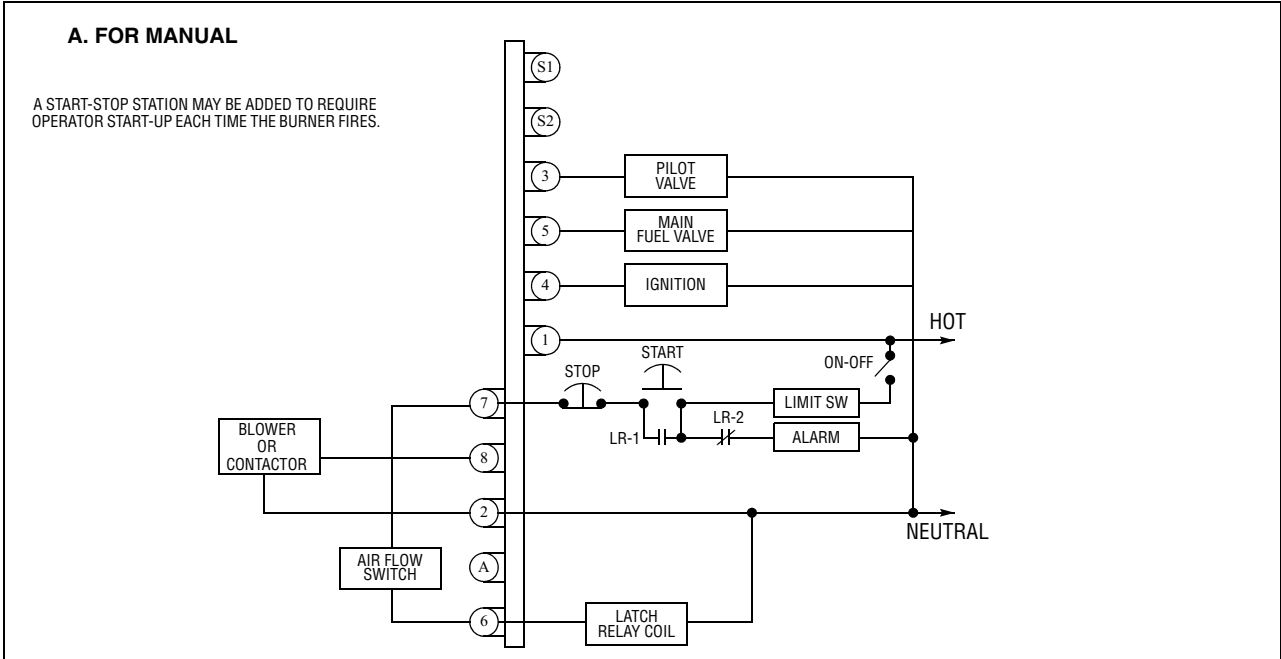 A. FOR MANUAL
A START-STOP STATION MAY BE ADDED TO REQUIRE
OPERATOR START-UP EACH TIME THE BURNER FIRES.
S1
S2
3
PILOT
VALVE
5
MAIN
FUEL VALVE
4
IGNITION
1
HOT
ON-OFF
START
STOP
7
LIMIT SW
LR-1
LR-2
ALARM
BLOWER
OR
CONTACTOR
8
2
NEUTRAL
AIR FLOW
SWITCH
A
6
LATCH
RELAY COIL